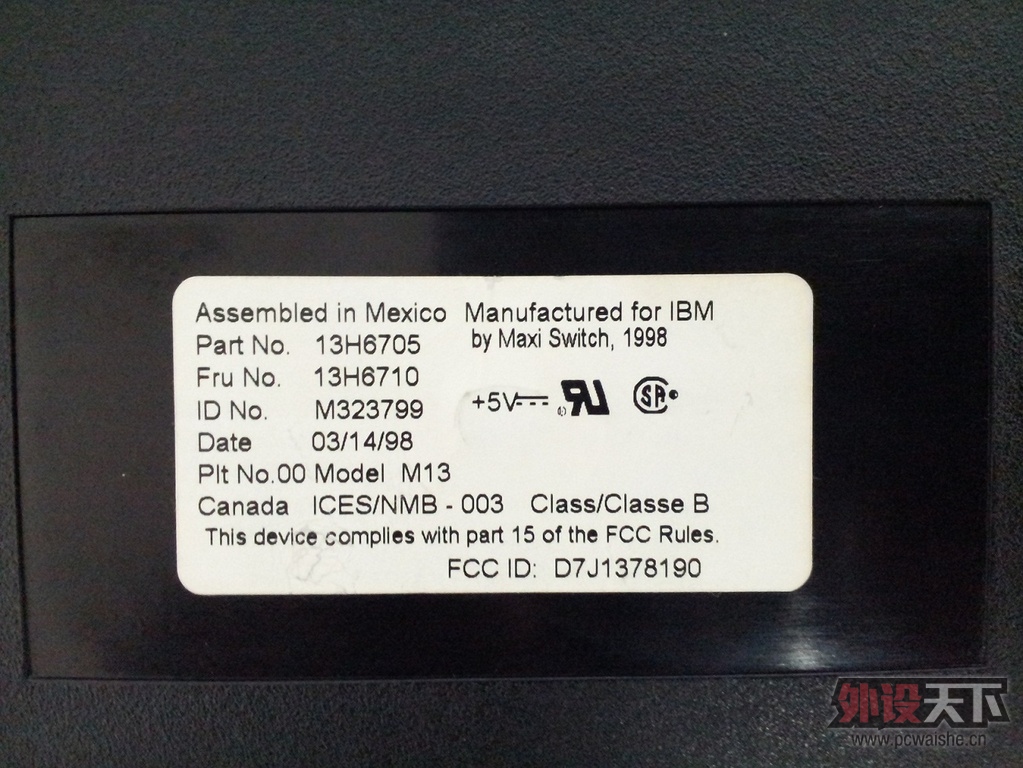 Assembled in Mexico Manufactured for IBM
by Maxi Switch, 1998
Part No. 13H6705
Fru No. 13H6710
ID No. M323799
+5V
Date 03/14/98
Plt No.00 Model M13
Canada ICES/NMB - 003 Class/Classe B
This device complies with part 15 of the FCC Rules.
FCC ID: D7J1378190
外设天下
www.pcwaishe.cn